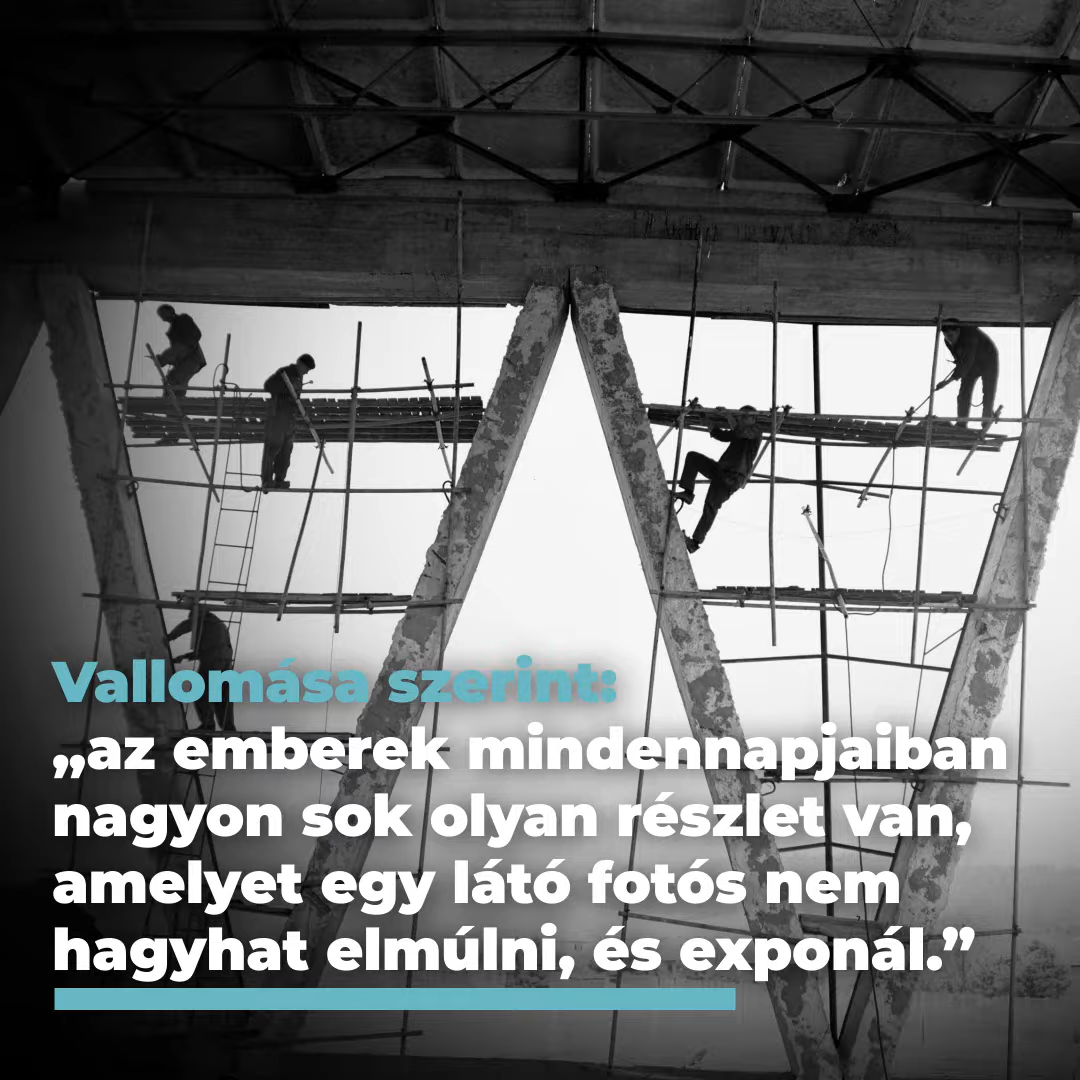 Vallomása szerint:
„az emberek mindennapjaiban
nagyon sok olyan részlet van,
amelyet egy látó fotós nem
hagyhat elmúlni, és exponál.”